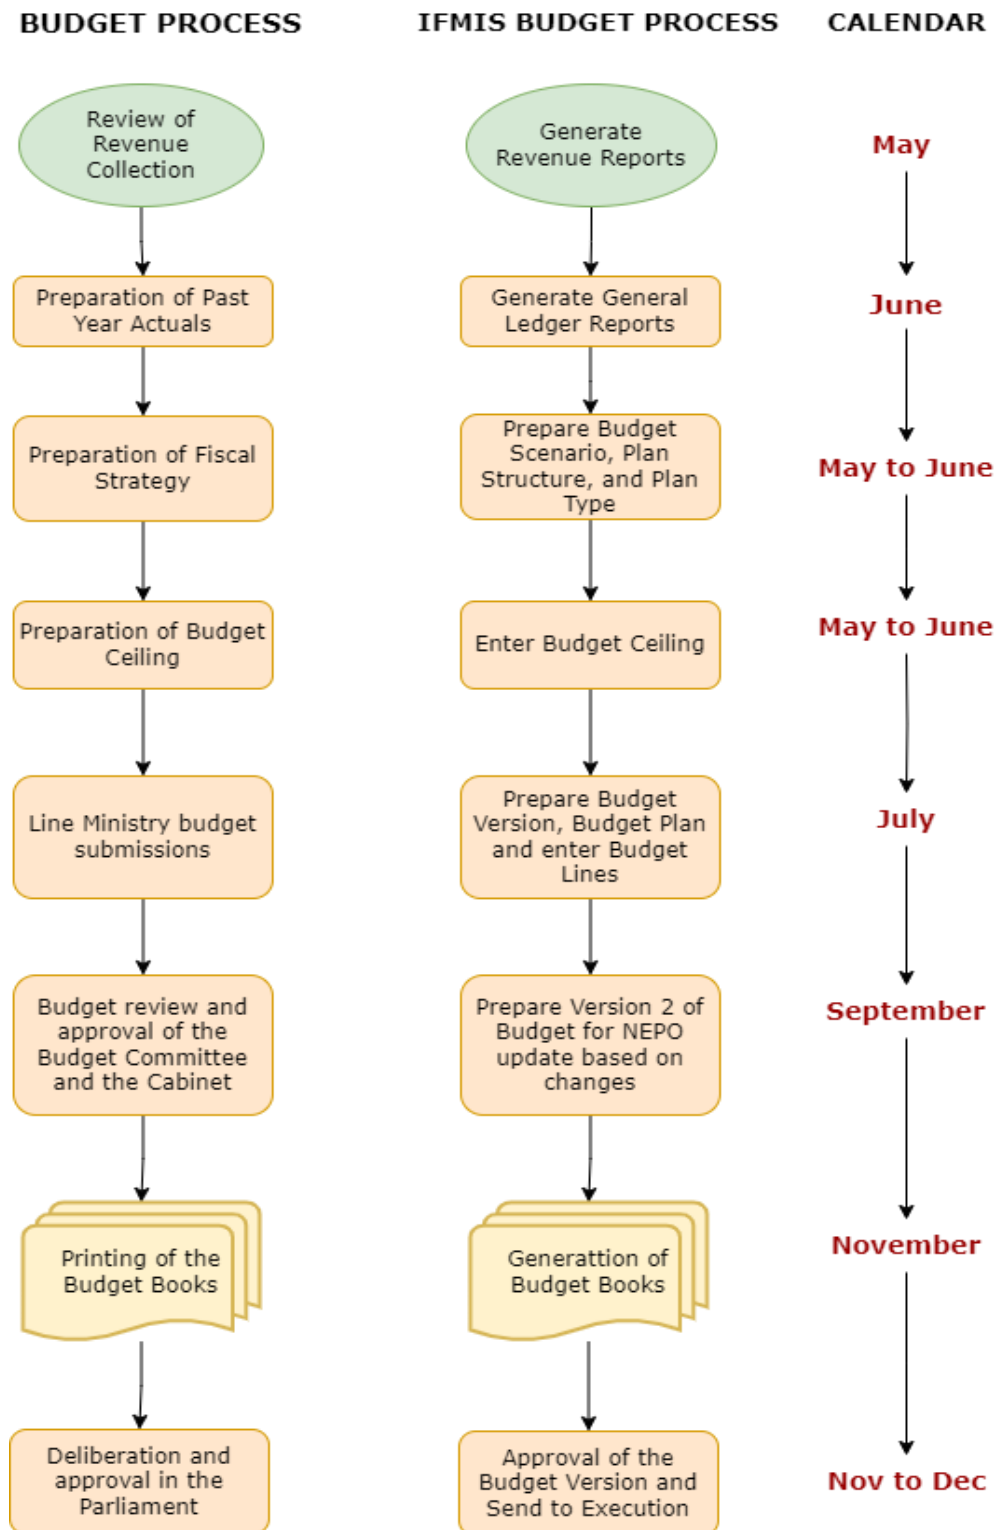 BUDGET PROCESS
IFMIS BUDGET PROCESS
CALENDAR
Review of
Revenue
Collection
Generate
Revenue Reports
May
Preparation of Past
Year Actuals
Generate General
Ledger Reports
June
Preparation of Fiscal
Strategy
Prepare Budget
Scenario, Plan
Structure, and Plan
Type
May to June
Preparation of Budget
Ceiling
Enter Budget Ceiling
May to June
Line Ministry budget
submissions
Prepare Budget
Version, Budget Plan
and enter Budget
Lines
July
Budget review and
approval of the
Budget Committee
and the Cabinet
Prepare Version 2 of
Budget for NEPO
update based on
changes
September
Printing of the
Budget Books
Generattion of
Budget Books
November
Deliberation and
approval in the
Parliament
Approval of the
Budget Version and
Send to Execution
Nov to Dec